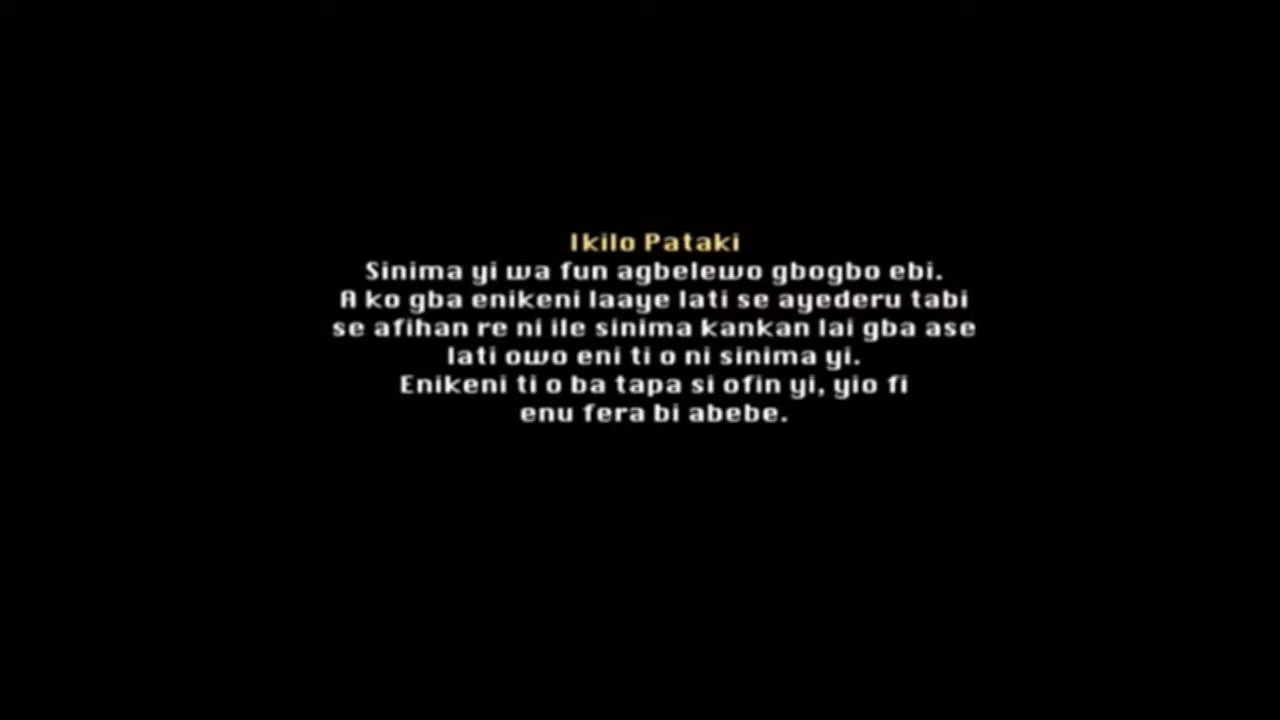 Ikilo Pataki
Sinima yi wa fun agbelewo gbogbo ebi.
A ko gba enikeni laaye lati se ayederu tabi
se afihan re ni ile sinima kankan lai gba ase
lati owo eni ti o ni sinima yi.
Enikeni ti o ba tapa si ofin yi, yio fi
enu fera bi abebe.